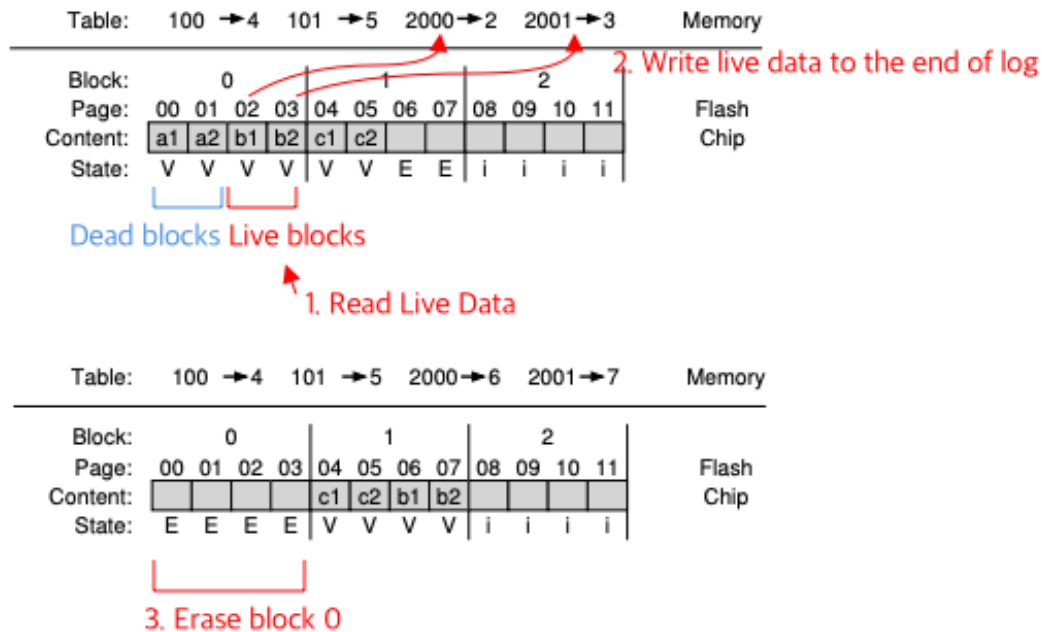 Table: 100 → 4 101 → 5 2000 → 2 2001 → 3 Memory
2. Write live data to the end of log
Block: 0 1 2
Page: 00 01 02 03 04 05 06 07 08 09 10 11 Flash
Content: a1 a2 b1 b2 c1 c2 Chip
State: V V V V V V E E i i i i
Dead blocks Live blocks
1. Read Live Data
Table: 100 → 4 101 → 5 2000 → 6 2001 → 7 Memory
Block: 0 1 2
Page: 00 01 02 03 04 05 06 07 08 09 10 11 Flash
Content: c1 c2 b1 b2 Chip
State: E E E E V V V V i i i i
3. Erase block 0